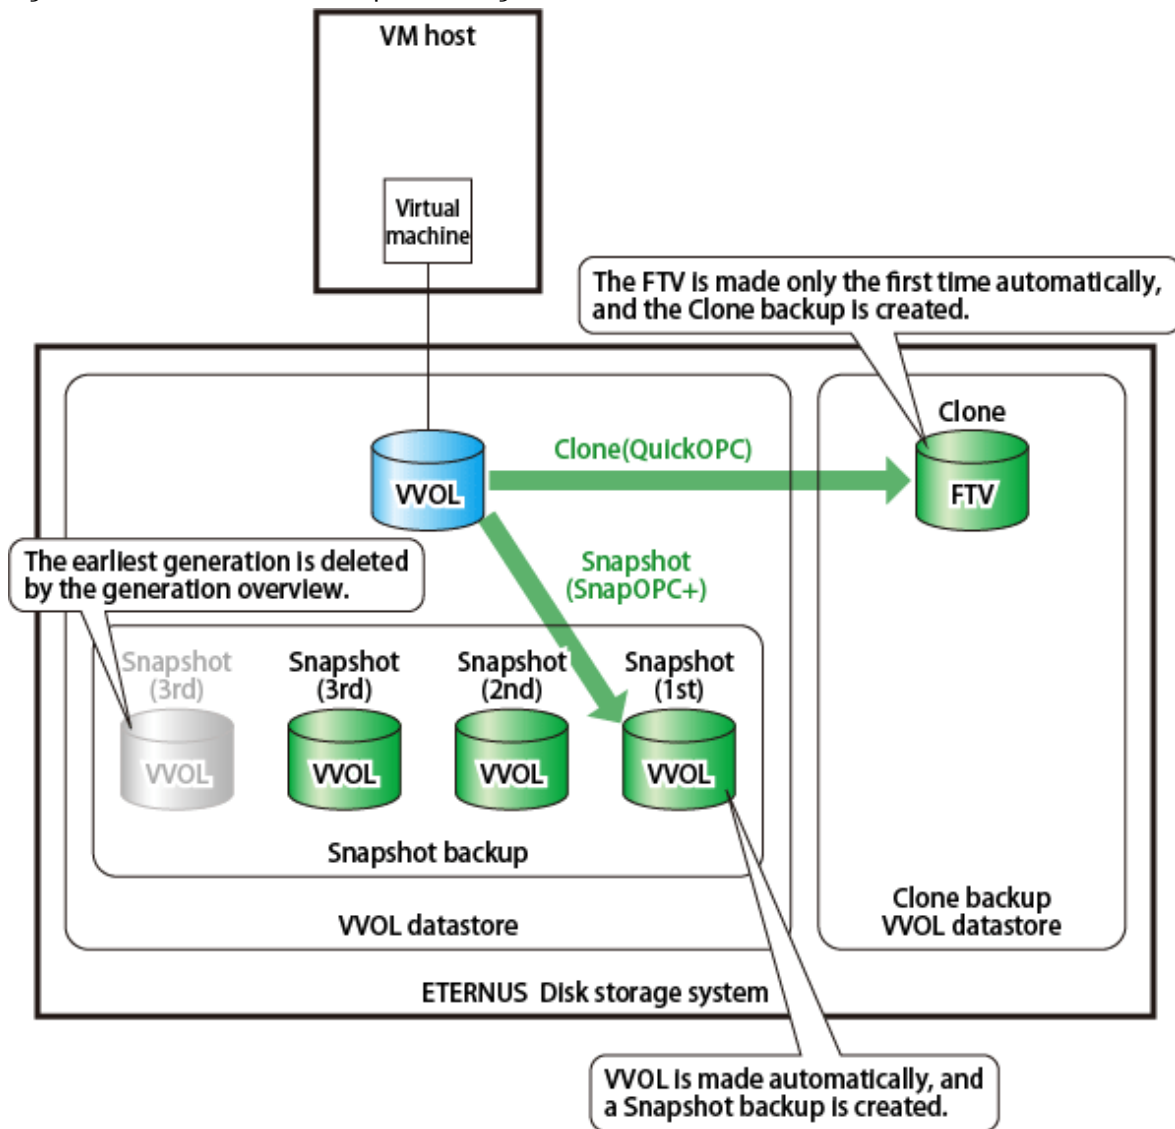 VM host
Virtual
machine
The FTV is made only the first time automatically,
and the Clone backup is created.
Clone
Clone(QuickOPC)
VVOL
FTV
The earliest generation is deleted
by the generation overview.
Snapshot
(SnapOPC+)
Snapshot
(3rd)
Snapshot
(3rd)
Snapshot
(2nd)
Snapshot
(1st)
VVOL
VVOL
VVOL
VVOL
Snapshot backup
VVOL datastore
Clone backup
VVOL datastore
ETERNUS Disk storage system
VVOL is made automatically, and
a Snapshot backup is created.